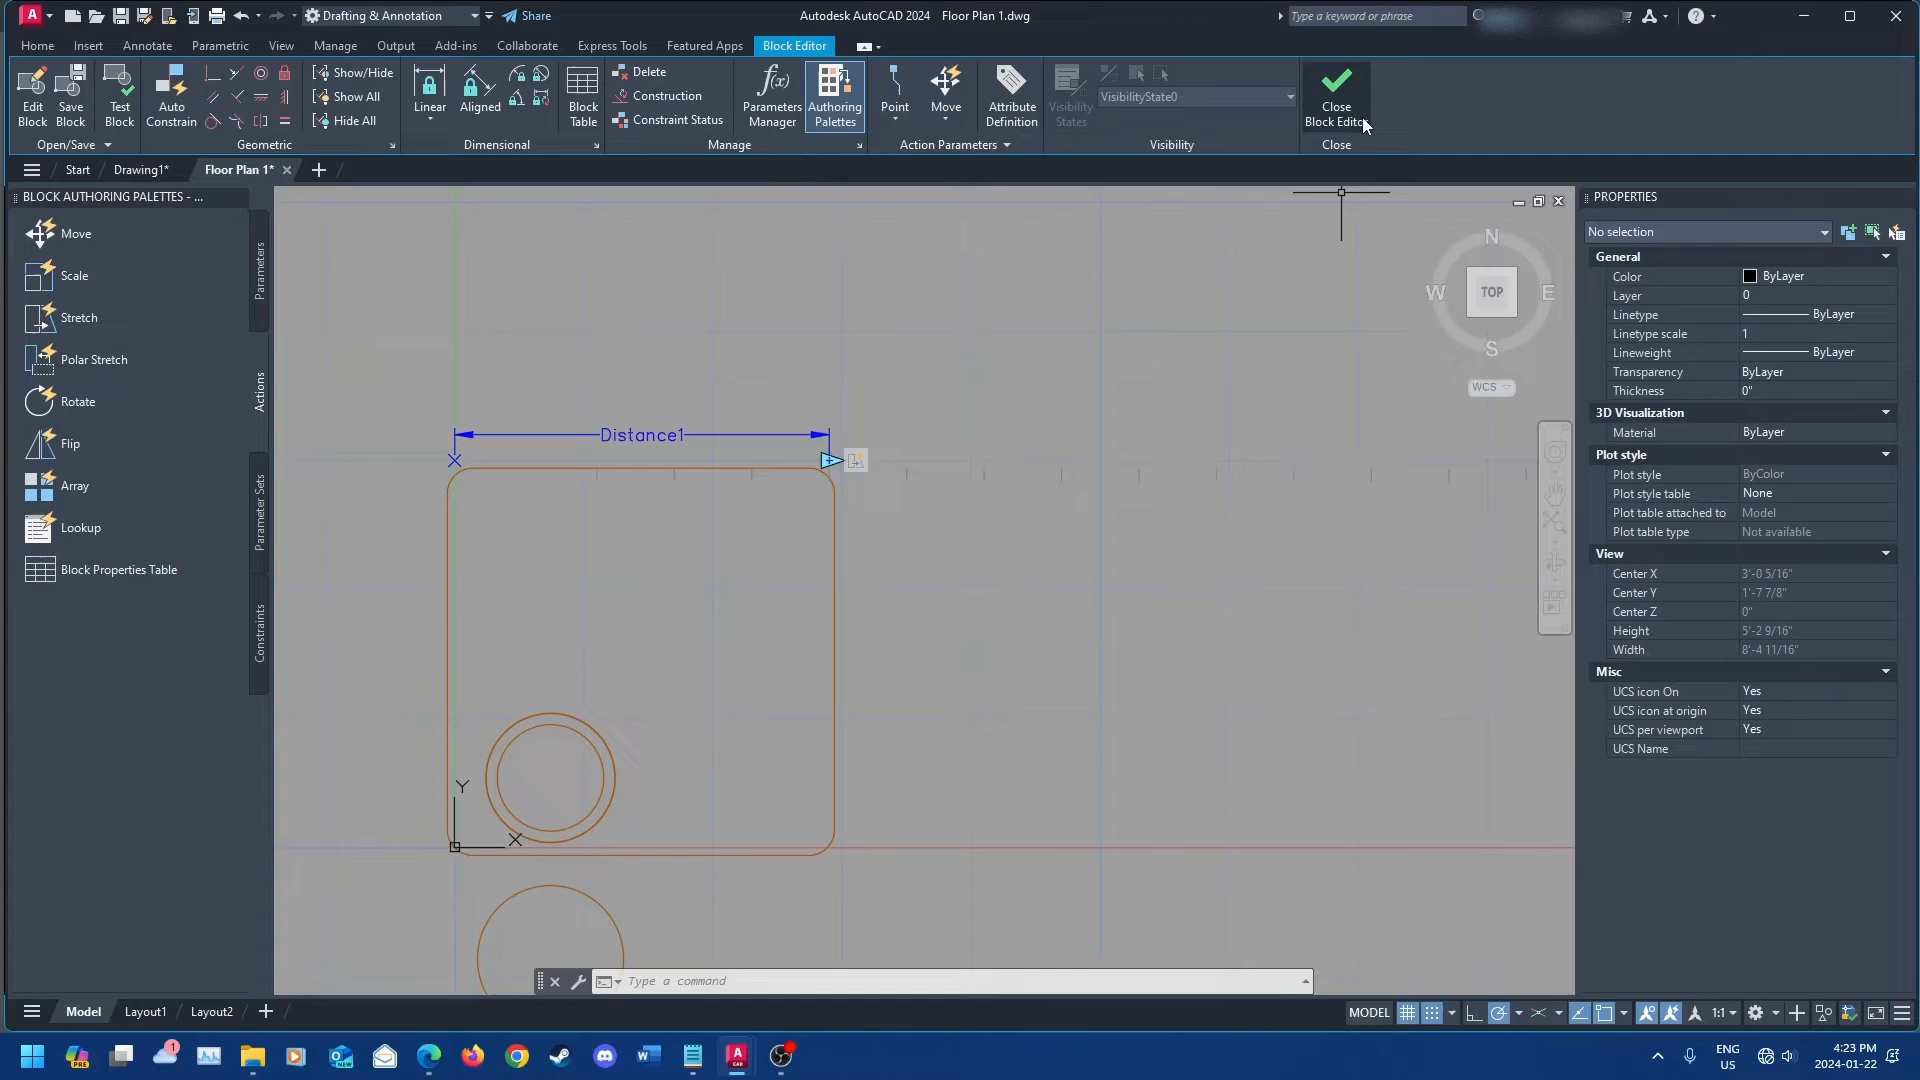 Drafting & Annotation
Share
Autodesk AutoCAD 2024 Floor Plan 1.dwg
Type a keyword or phrase
Home Insert Annotate Parametric View Manage Output Add-ins Collaborate Express Tools Featured Apps Block Editor
Edit Block
Save Block
Test Block
Auto Constrain
Show/Hide
Show All
Hide All
Linear
Aligned
Block Table
Delete
Construction
Constraint Status
f(x)
Parameters Manager
Authoring Palettes
Point
Move
Attribute Definition
Visibility States
VisibilityState0
Close Block Editor
Open/Save Geometric Dimensional Manage Action Parameters Visibility Close
Start Drawing1* Floor Plan 1*
BLOCK AUTHORING PALETTES - ...
Move
Scale
Stretch
Polar Stretch
Rotate
Flip
Array
Lookup
Block Properties Table
Parameters
Actions
Parameter Sets
Constraints
Distance1
Y
X
N
W TOP E
S
WCS
PROPERTIES
No selection
General
Color ByLayer
Layer 0
Linetype ByLayer
Linetype scale 1
Lineweight ByLayer
Transparency ByLayer
Thickness 0"
3D Visualization
Material ByLayer
Plot style
Plot style ByColor
Plot style table None
Plot table attached to Model
Plot table type Not available
View
Center X 3'-0 5/16"
Center Y 1'-7 7/8"
Center Z 0"
Height 5'-2 9/16"
Width 8'-4 11/16"
Misc
UCS icon On Yes
UCS icon at origin Yes
UCS per viewport Yes
UCS Name
Type a command
Model Layout1 Layout2
MODEL 1:1
1
PRE
NEW
A
CAD
ENG
US
4:23 PM
2024-01-22